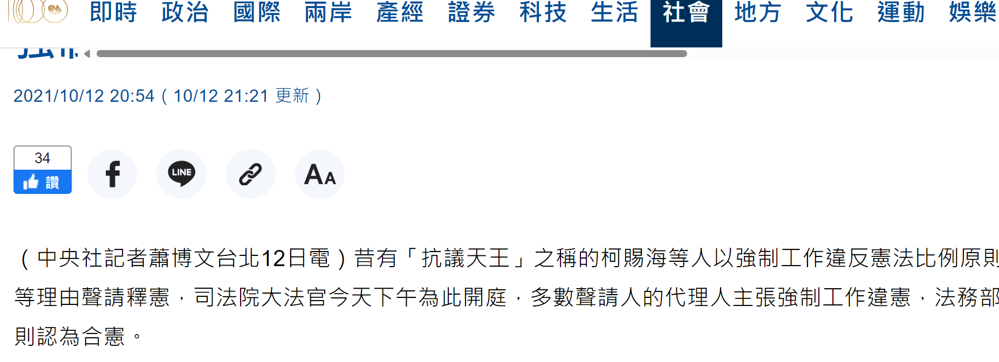 CNA
即時 政治 國際 兩岸 產經 證券 科技 生活 社會 地方 文化 運動 娛樂
2021/10/12 20:54（10/12 21:21 更新）
34
讚
LINE
AA
（中央社記者蕭博文台北12日電）昔有「抗議天王」之稱的柯賜海等人以強制工作違反憲法比例原則
等理由聲請釋憲，司法院大法官今天下午為此開庭，多數聲請人的代理人主張強制工作違憲，法務部
則認為合憲。